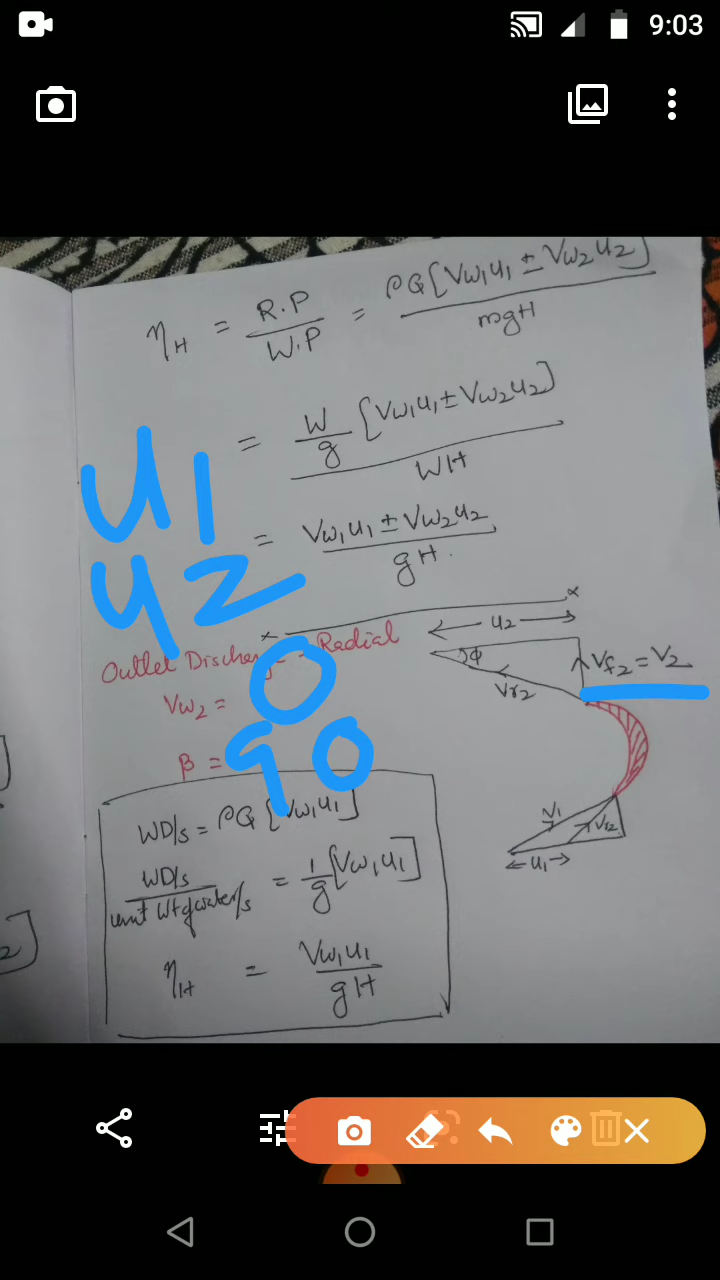 9:03
ηH = R.P / W.P = ρQ[Vw1u1 ± Vw2u2] / mgH
= W/g [Vw1u1 ± Vw2u2] / WH
u1
= Vw1u1 ± Vw2u2 / gH.
u2
x x
u2
Outlet Discharge - Radial
φ
Vf2 = V2
Vr2
Vw2 = 0
β = 90
WD/s = ρQ[Vw1u1]
V1
Vr2
u1
WD/s / unit Wt of water/s = 1/g [Vw1u1]
ηH = Vw1u1 / gH
2]